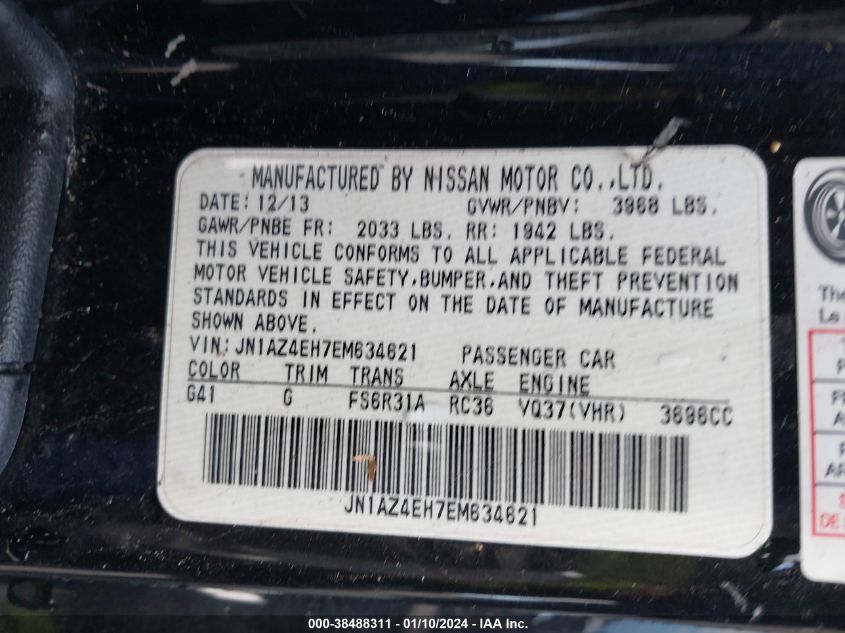 MANUFACTURED BY NISSAN MOTOR CO.,LTD.
DATE: 12/13 GVWR/PNBV: 3968 LBS.
GAWR/PNBE FR: 2033 LBS. RR: 1942 LBS.
THIS VEHICLE CONFORMS TO ALL APPLICABLE FEDERAL
MOTOR VEHICLE SAFETY,BUMPER,AND THEFT PREVENTION
STANDARDS IN EFFECT ON THE DATE OF MANUFACTURE
SHOWN ABOVE.
VIN: JN1AZ4EH7EM634621 PASSENGER CAR
COLOR TRIM TRANS AXLE ENGINE
G41 G FS6R31A RC36 VQ37(VHR) 3696CC
JN1AZ4EH7EM634621
The
Le
000-38488311 - 01/10/2024 - IAA Inc.